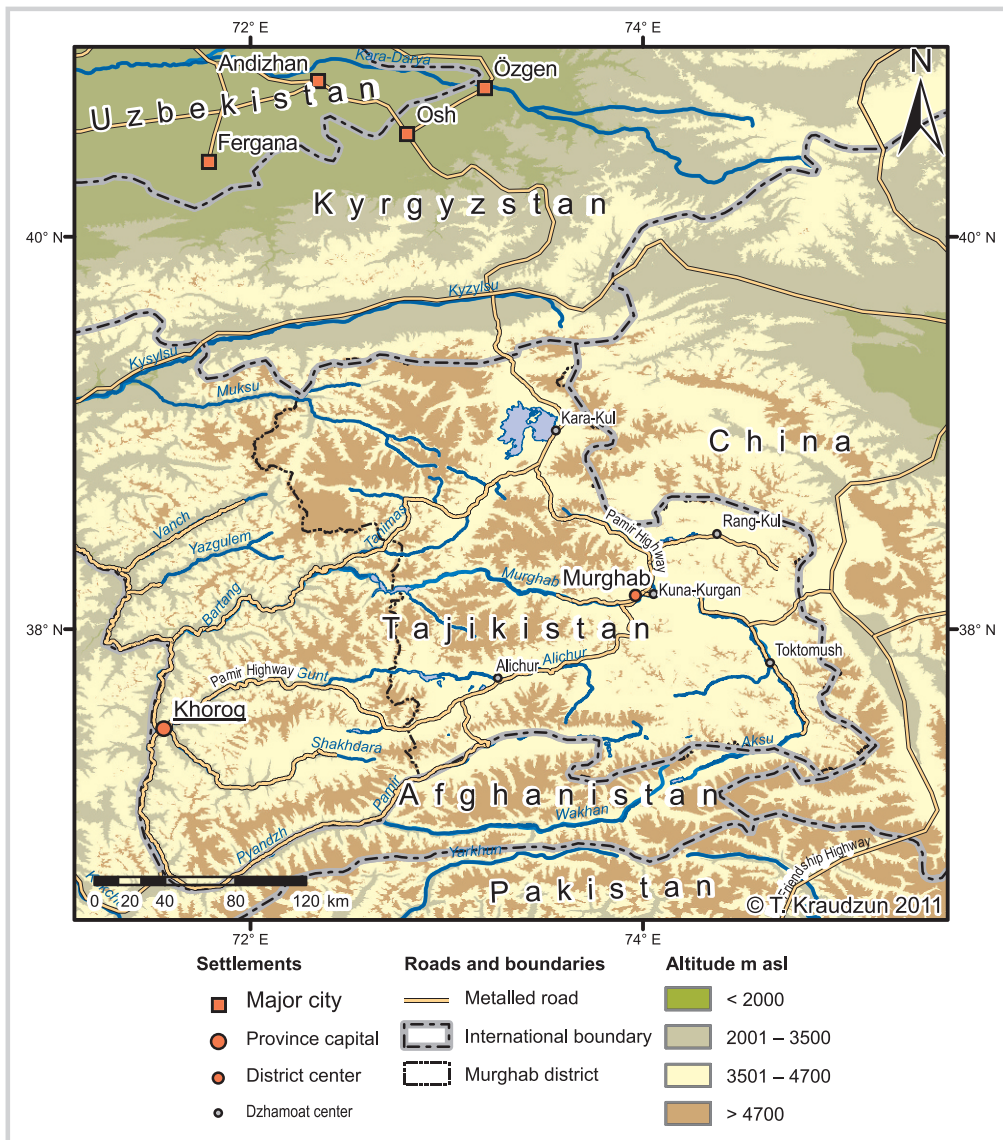 72° E
74° E
Kara-Darya
Andizhan
Özgen
N
Uzbekistan
Osh
Fergana
Kyrgyzstan
40° N
40° N
Kyzylsu
Kysylsu
Muksu
Kara-Kul
China
Vanch
Tanimas
Pamir Highway
Rang-Kul
Yazgulem
Bartang
Murghab
Murghab
Kuna-Kurgan
38° N
Tajikistan
38° N
Alichur
Alichur
Toktomush
Pamir Highway
Gunt
Khoroq
Shakhdara
Aksu
Pamir
Afghanistan
Wakhan
Pyandzh
Yarkhun
Friendship Highway
Pakistan
0 20 40 80 120 km
© T. Kraudzun 2011
72° E
74° E
Settlements
Major city
Province capital
District center
Dzhamoat center
Roads and boundaries
Metalled road
International boundary
Murghab district
Altitude m asl
< 2000
2001 – 3500
3501 – 4700
> 4700